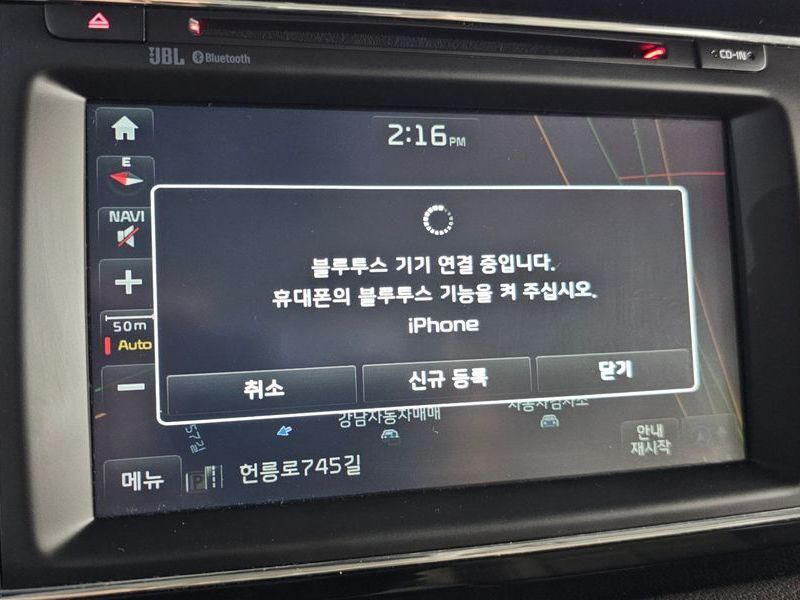 JBL Bluetooth
CD-IN
2:16 PM
E
NAVI
블루투스 기기 연결 중입니다.
휴대폰의 블루투스 기능을 켜 주십시오.
iPhone
50m
Auto
취소
신규 등록
닫기
강남자동차매매
안내
재시작
메뉴
P
헌릉로745길